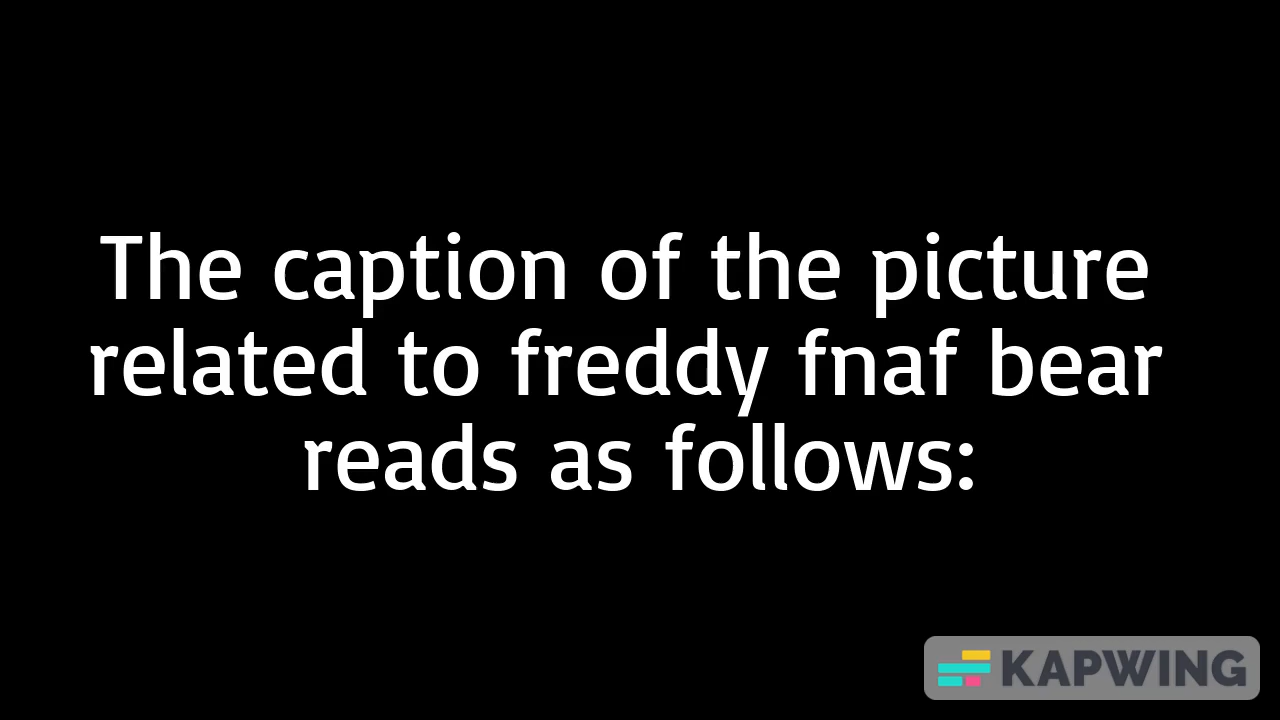 The caption of the picture
related to freddy fnaf bear
reads as follows:
KAPWING